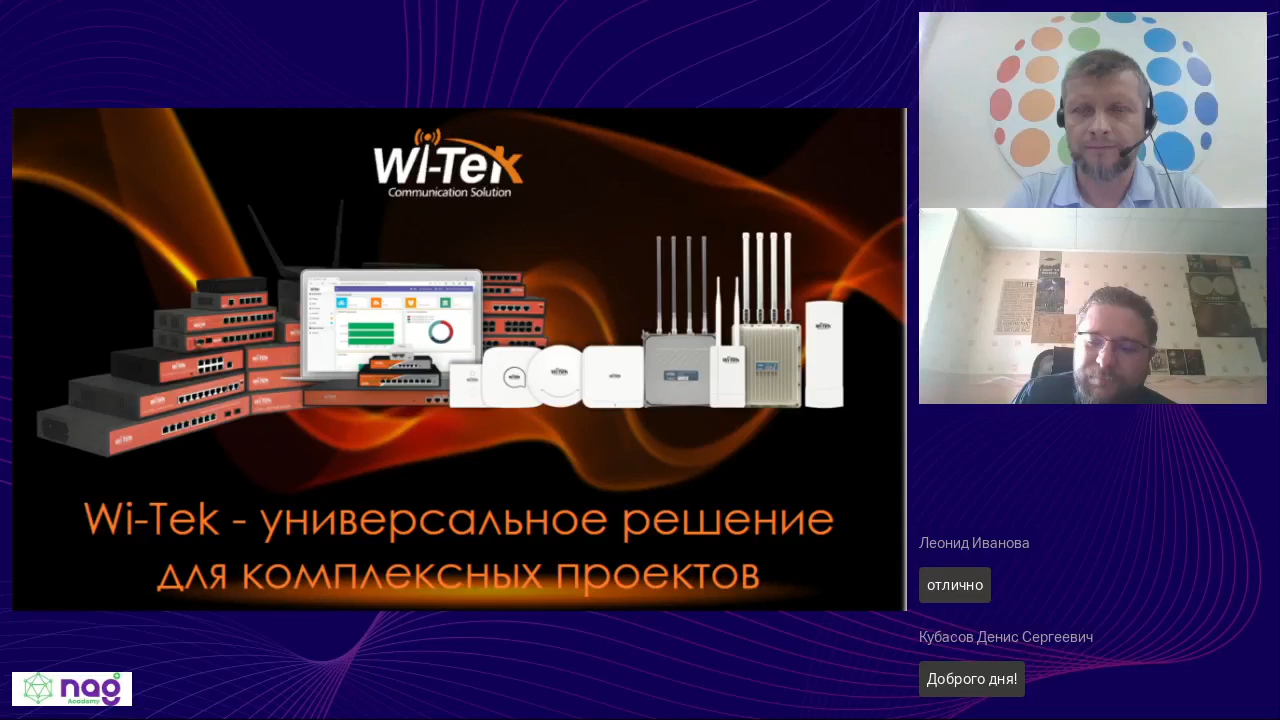 Wi-Tek
Communication Solution
Wi-Tek - универсальное решение
для комплексных проектов
nag
Academy
LIFE
Леонид Иванова
отлично
Кубасов Денис Сергеевич
Доброго дня!